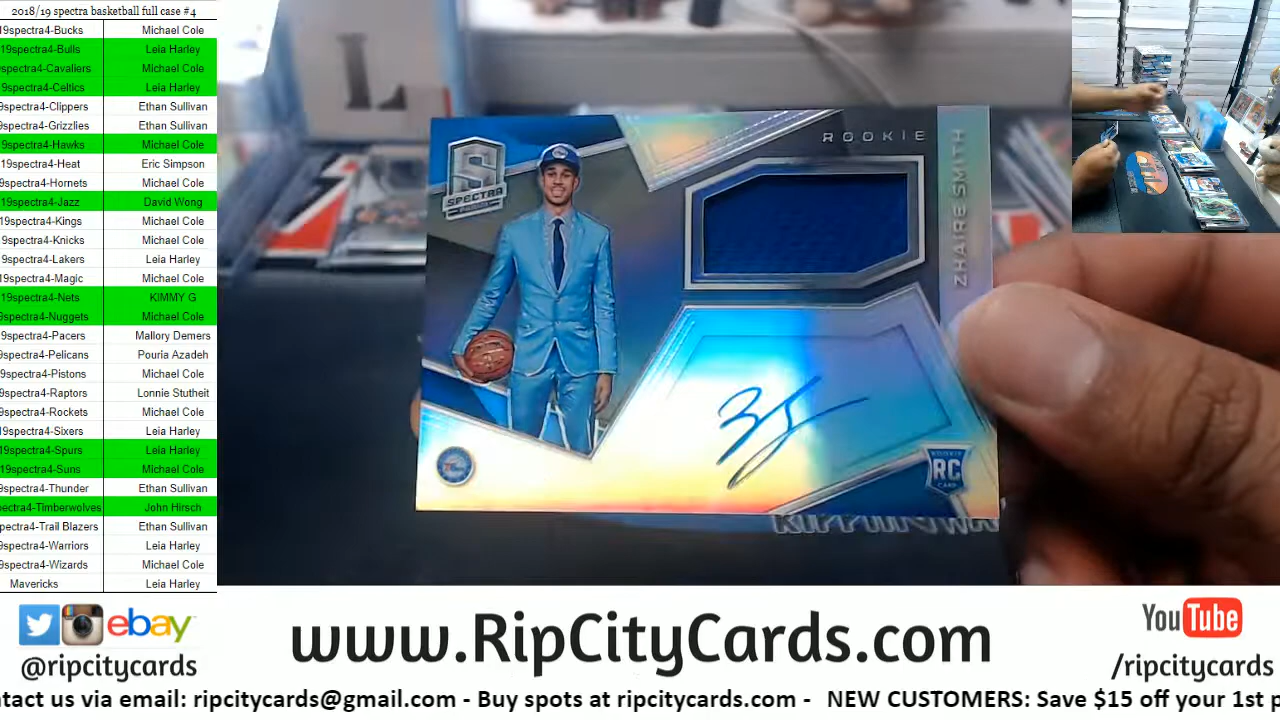 2018/19 spectra basketball full case #4
19spectra4-Bucks Michael Cole
19spectra4-Bulls Leia Harley
9spectra4-Cavaliers Michael Cole
9spectra4-Celtics Leia Harley
9spectra4-Clippers Ethan Sullivan
9spectra4-Grizzlies Ethan Sullivan
9spectra4-Hawks Michael Cole
19spectra4-Heat Eric Simpson
9spectra4-Hornets Michael Cole
19spectra4-Jazz David Wong
19spectra4-Kings Michael Cole
9spectra4-Knicks Michael Cole
9spectra4-Lakers Leia Harley
19spectra4-Magic Michael Cole
19spectra4-Nets KIMMY G
9spectra4-Nuggets Michael Cole
9spectra4-Pacers Mallory Demers
9spectra4-Pelicans Pouria Azadeh
9spectra4-Pistons Michael Cole
9spectra4-Raptors Lonnie Stutheit
9spectra4-Rockets Michael Cole
19spectra4-Sixers Leia Harley
19spectra4-Spurs Leia Harley
19spectra4-Suns Michael Cole
9spectra4-Thunder Ethan Sullivan
pectra4-Timberwolves John Hirsch
pectra4-Trail Blazers Ethan Sullivan
9spectra4-Warriors Leia Harley
9spectra4-Wizards Michael Cole
Mavericks Leia Harley
L
S
SPECTRA
ROOKIE
ZHAIRE SMITH
ROOKIE
RC
CARD
ebay
@ripcitycards
www.RipCityCards.com
YouTube
/ripcitycards
ntact us via email: ripcitycards@gmail.com - Buy spots at ripcitycards.com - NEW CUSTOMERS: Save $15 off your 1st p